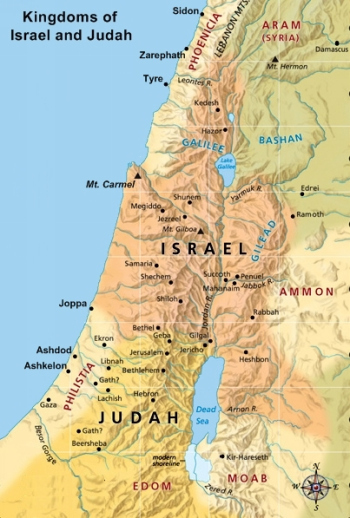 Kingdoms of
Israel and Judah
Sidon
PHOENICIA
LEBANON MTS.
ARAM
(SYRIA)
Damascus
Zarephath
Mt. Hermon
Tyre
Leontes R.
Kedesh
Hazor
GALILEE
BASHAN
Lake
Galilee
Mt. Carmel
Yarmuk R.
Edrei
Shunem
Megiddo
Ramoth
Jezreel
Mt. Gilboa
GILEAD
ISRAEL
Samaria
Shechem
Succoth
Penuel
Mahanaim
Jabbok R.
AMMON
Shiloh
Jordan R.
Joppa
Rabbah
Bethel
Geba
Gilgal
Ekron
Ashdod
Jerusalem
Jericho
Heshbon
Ashkelon
Libnah
Bethlehem
Gath?
PHILISTIA
Lachish
Hebron
Gaza
JUDAH
Dead
Sea
Arnon R.
Gath?
Beersheba
Besor Gorge
modern
shoreline
Kir-Hareseth
MOAB
EDOM
Zered R.
N
W
E
S